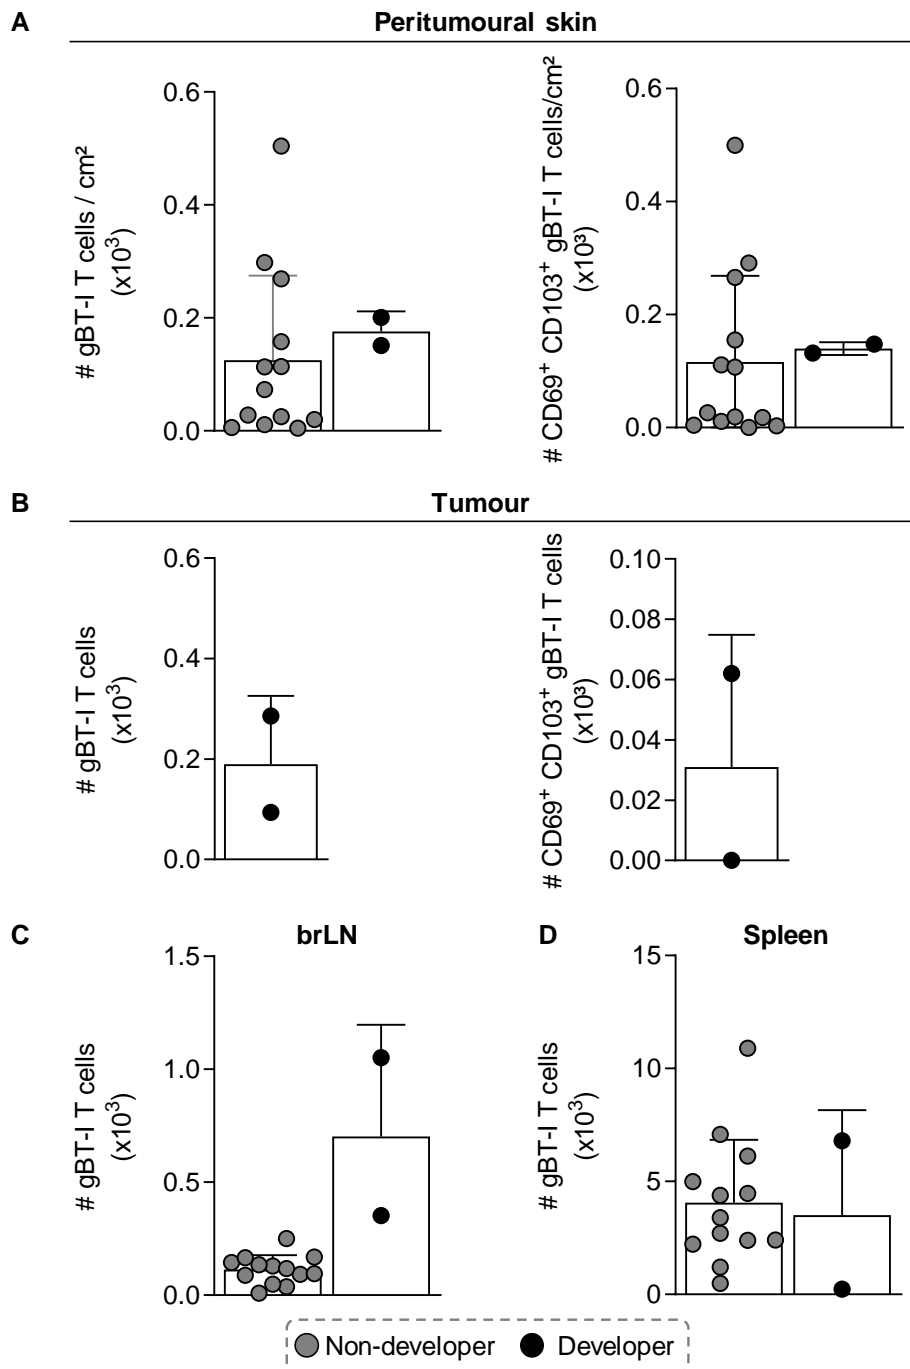 A
Peritumoural skin
# gBT-I T cells / cm²
(x10³)
0.6
0.4
0.2
0.0
# CD69⁺ CD103⁺ gBT-I T cells/cm²
(x10³)
0.6
0.4
0.2
0.0
B
Tumour
# gBT-I T cells
(x10³)
0.6
0.4
0.2
0.0
# CD69⁺ CD103⁺ gBT-I T cells
(x10³)
0.10
0.08
0.06
0.04
0.02
0.00
C
brLN
# gBT-I T cells
(x10³)
1.5
1.0
0.5
0.0
D
Spleen
# gBT-I T cells
(x10³)
15
10
5
0
Non-developer
Developer